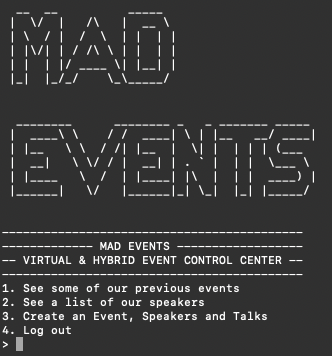 MAD
EVENTS
------------- MAD EVENTS ------------------
-- VIRTUAL & HYBRID EVENT CONTROL CENTER --
1. See some of our previous events
2. See a list of our speakers
3. Create an Event, Speakers and Talks
4. Log out
>